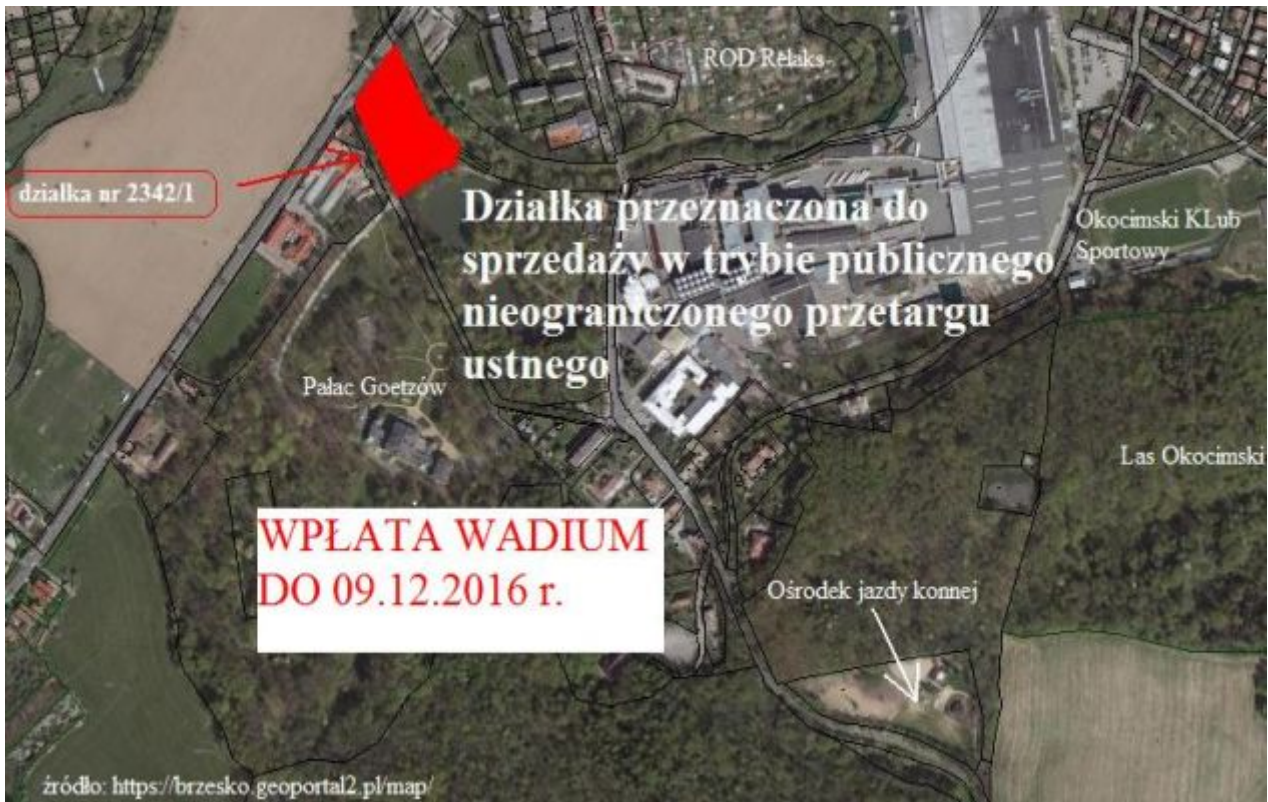 ROD Relaks
działka nr 2342/1
Działka przeznaczona do
sprzedaży w trybie publicznego
nieograniczonego przetargu
ustnego
Okocimski KLub
Sportowy
Pałac Goetzów
Las Okocimski
WPŁATA WADIUM
DO 09.12.2016 r.
Ośrodek jazdy konnej
źródło: https://brzesko.geoportal2.pl/map/